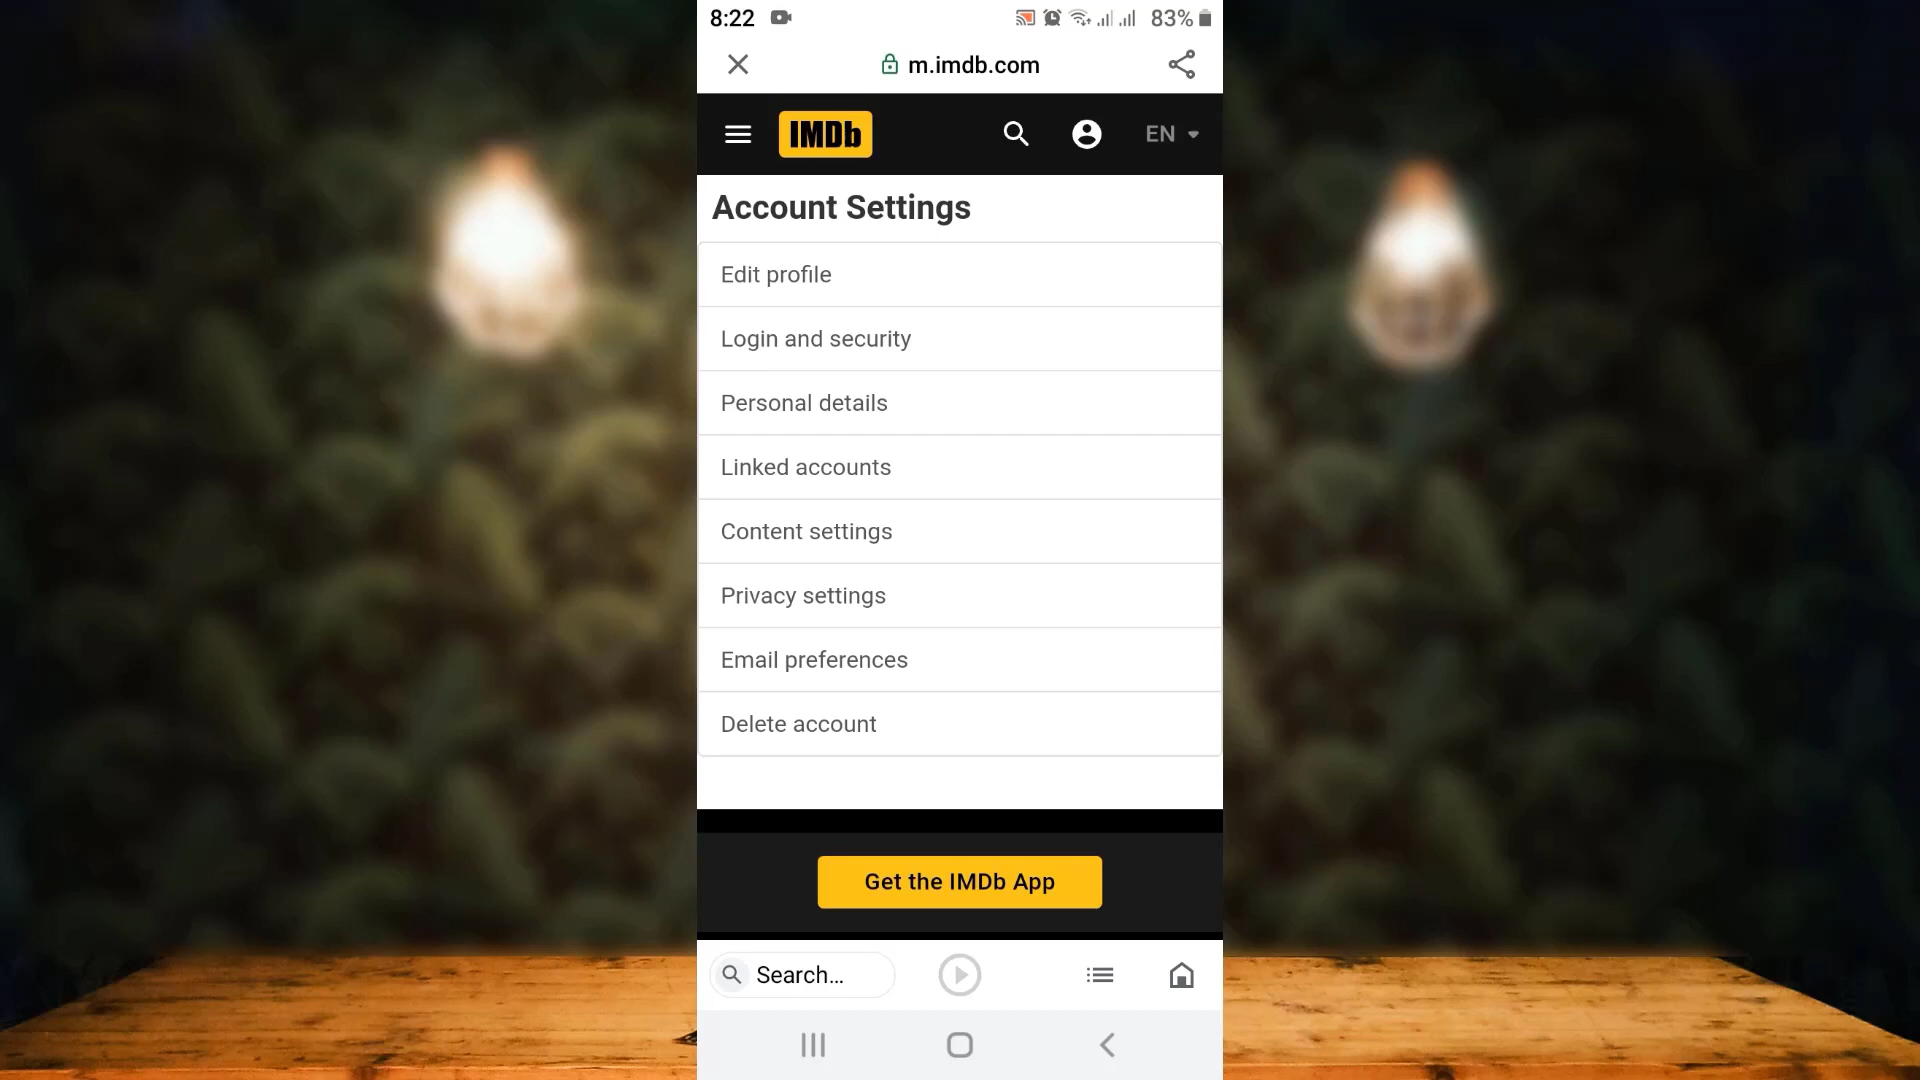 8:22
83%
m.imdb.com
IMDb
EN
Account Settings
Edit profile
Login and security
Personal details
Linked accounts
Content settings
Privacy settings
Email preferences
Delete account
Get the IMDb App
Search...